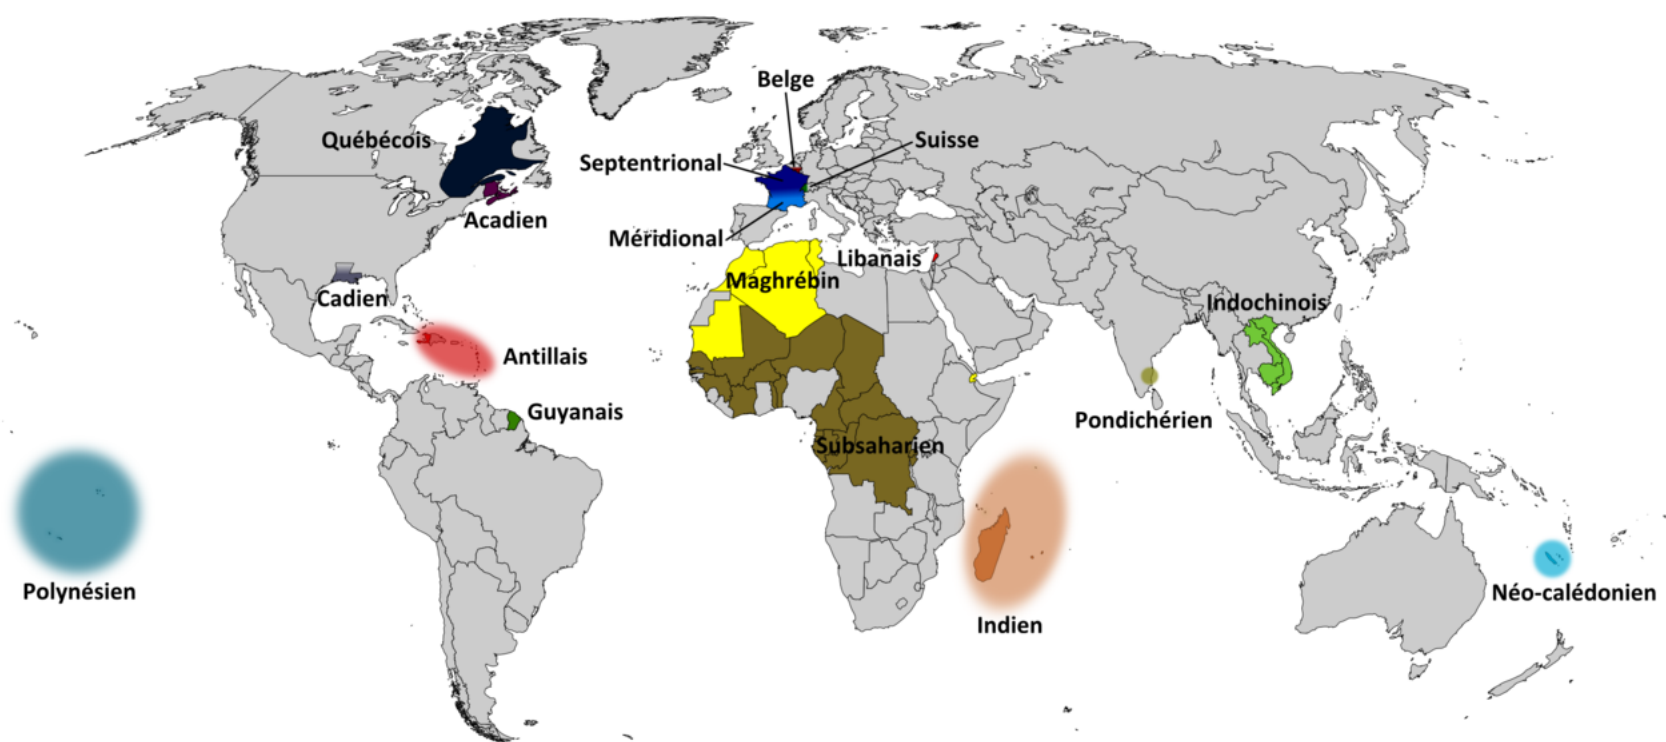 Belge
Québécois
Suisse
Septentrional
Acadien
Méridional
Libanais
Maghrébin
Cadien
Indochinois
Antillais
Guyanais
Pondichérien
Subsaharien
Polynésien
Néo-calédonien
Indien